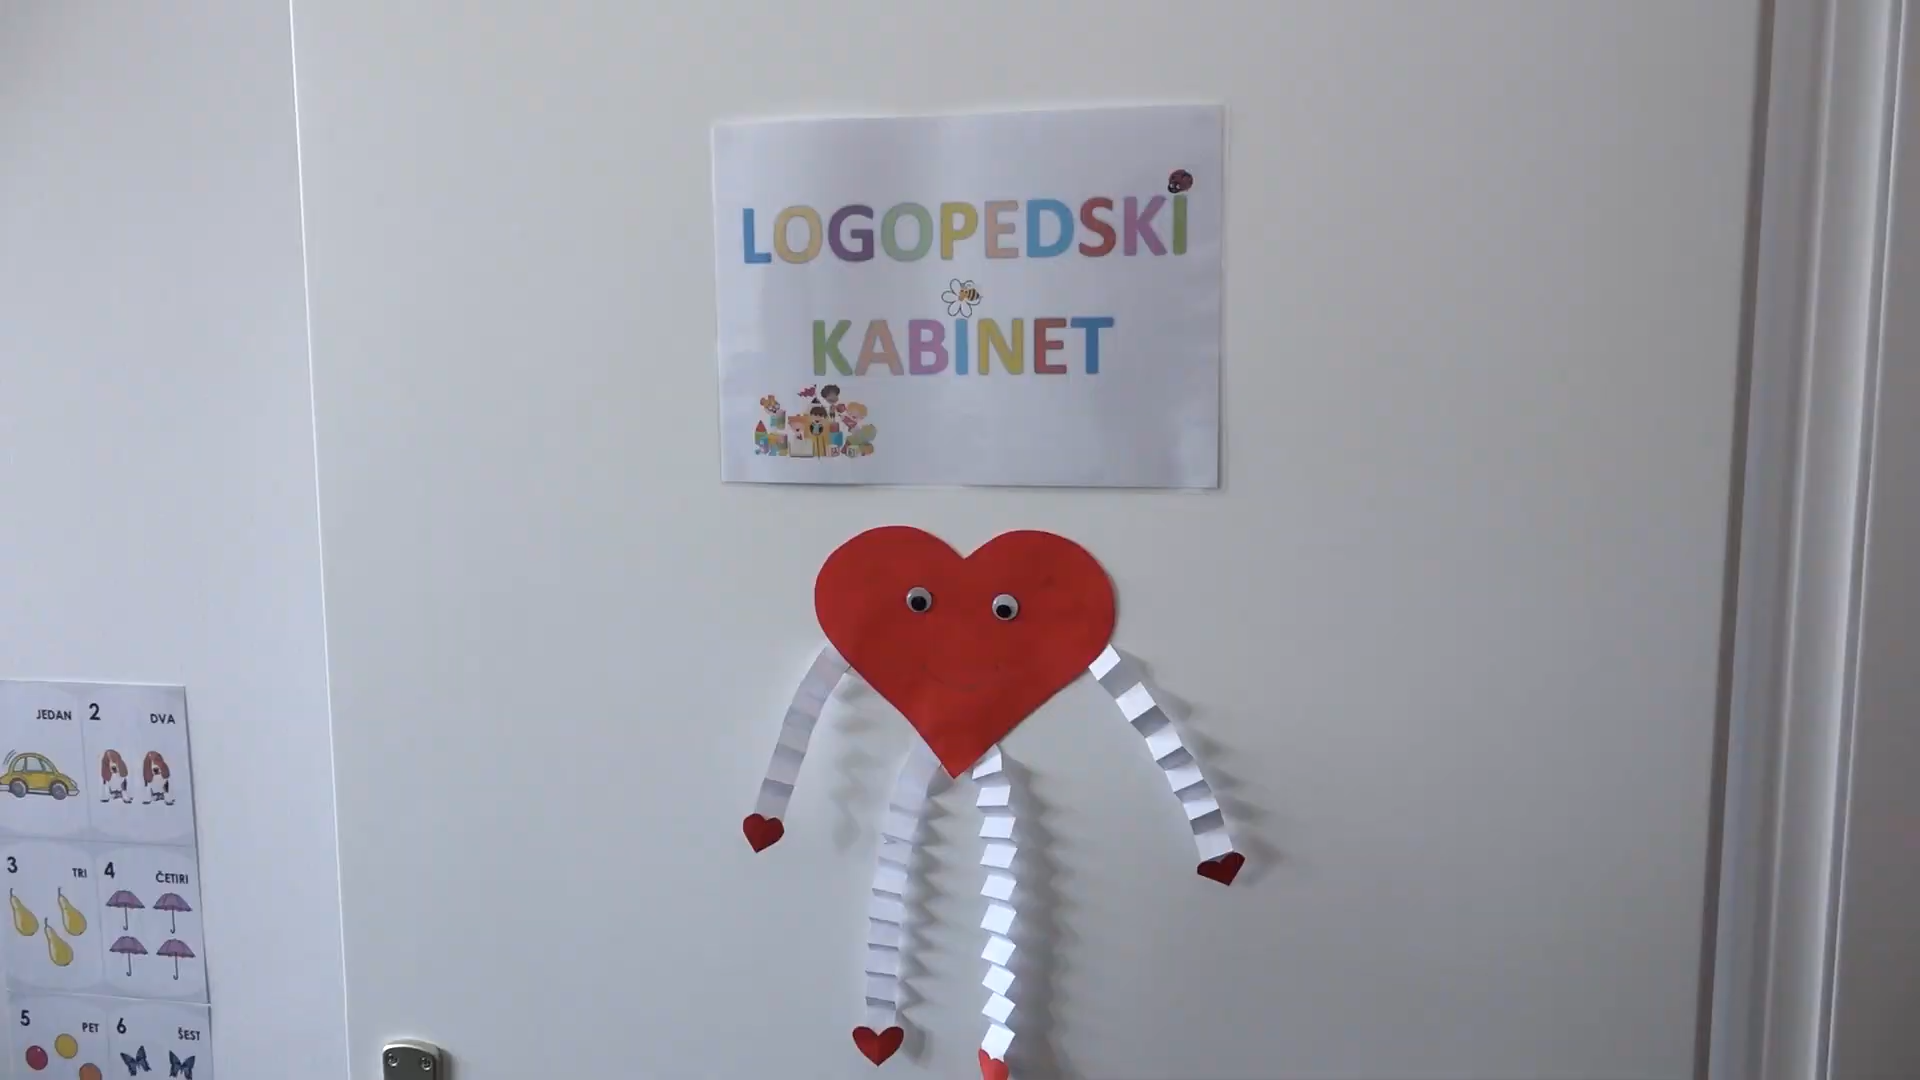 LOGOPEDSKI
KABINET
JEDAN
2 DVA
3 TRI
4 ČETIRI
5 PET
6 ŠEST